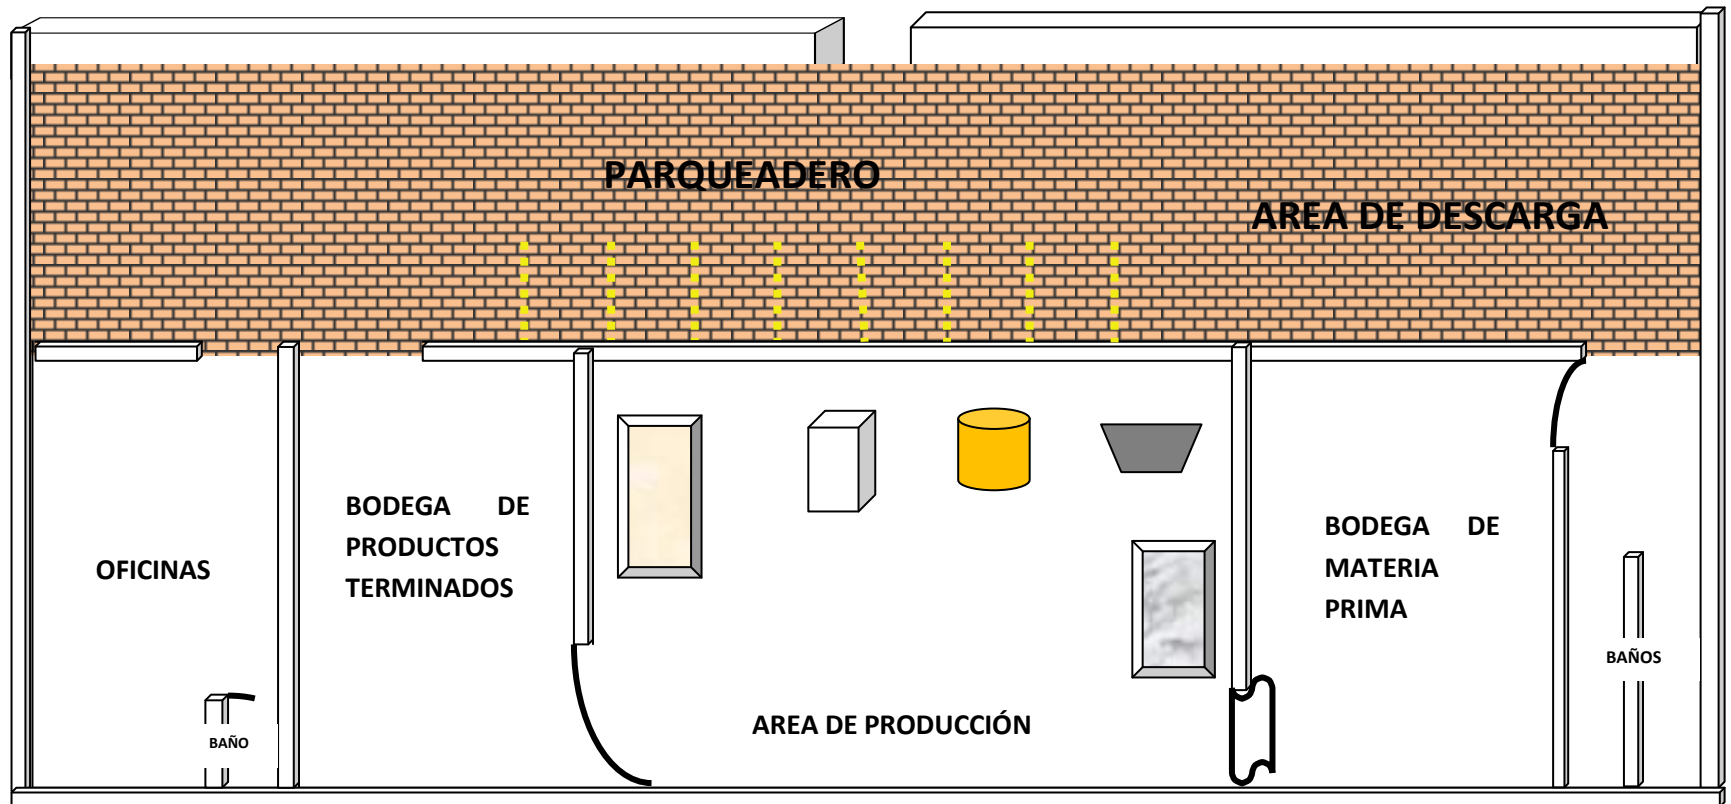 PARQUEADERO
AREA DE DESCARGA
OFICINAS
BAÑO
BODEGA DE
PRODUCTOS
TERMINADOS
AREA DE PRODUCCIÓN
BODEGA DE
MATERIA
PRIMA
BAÑOS